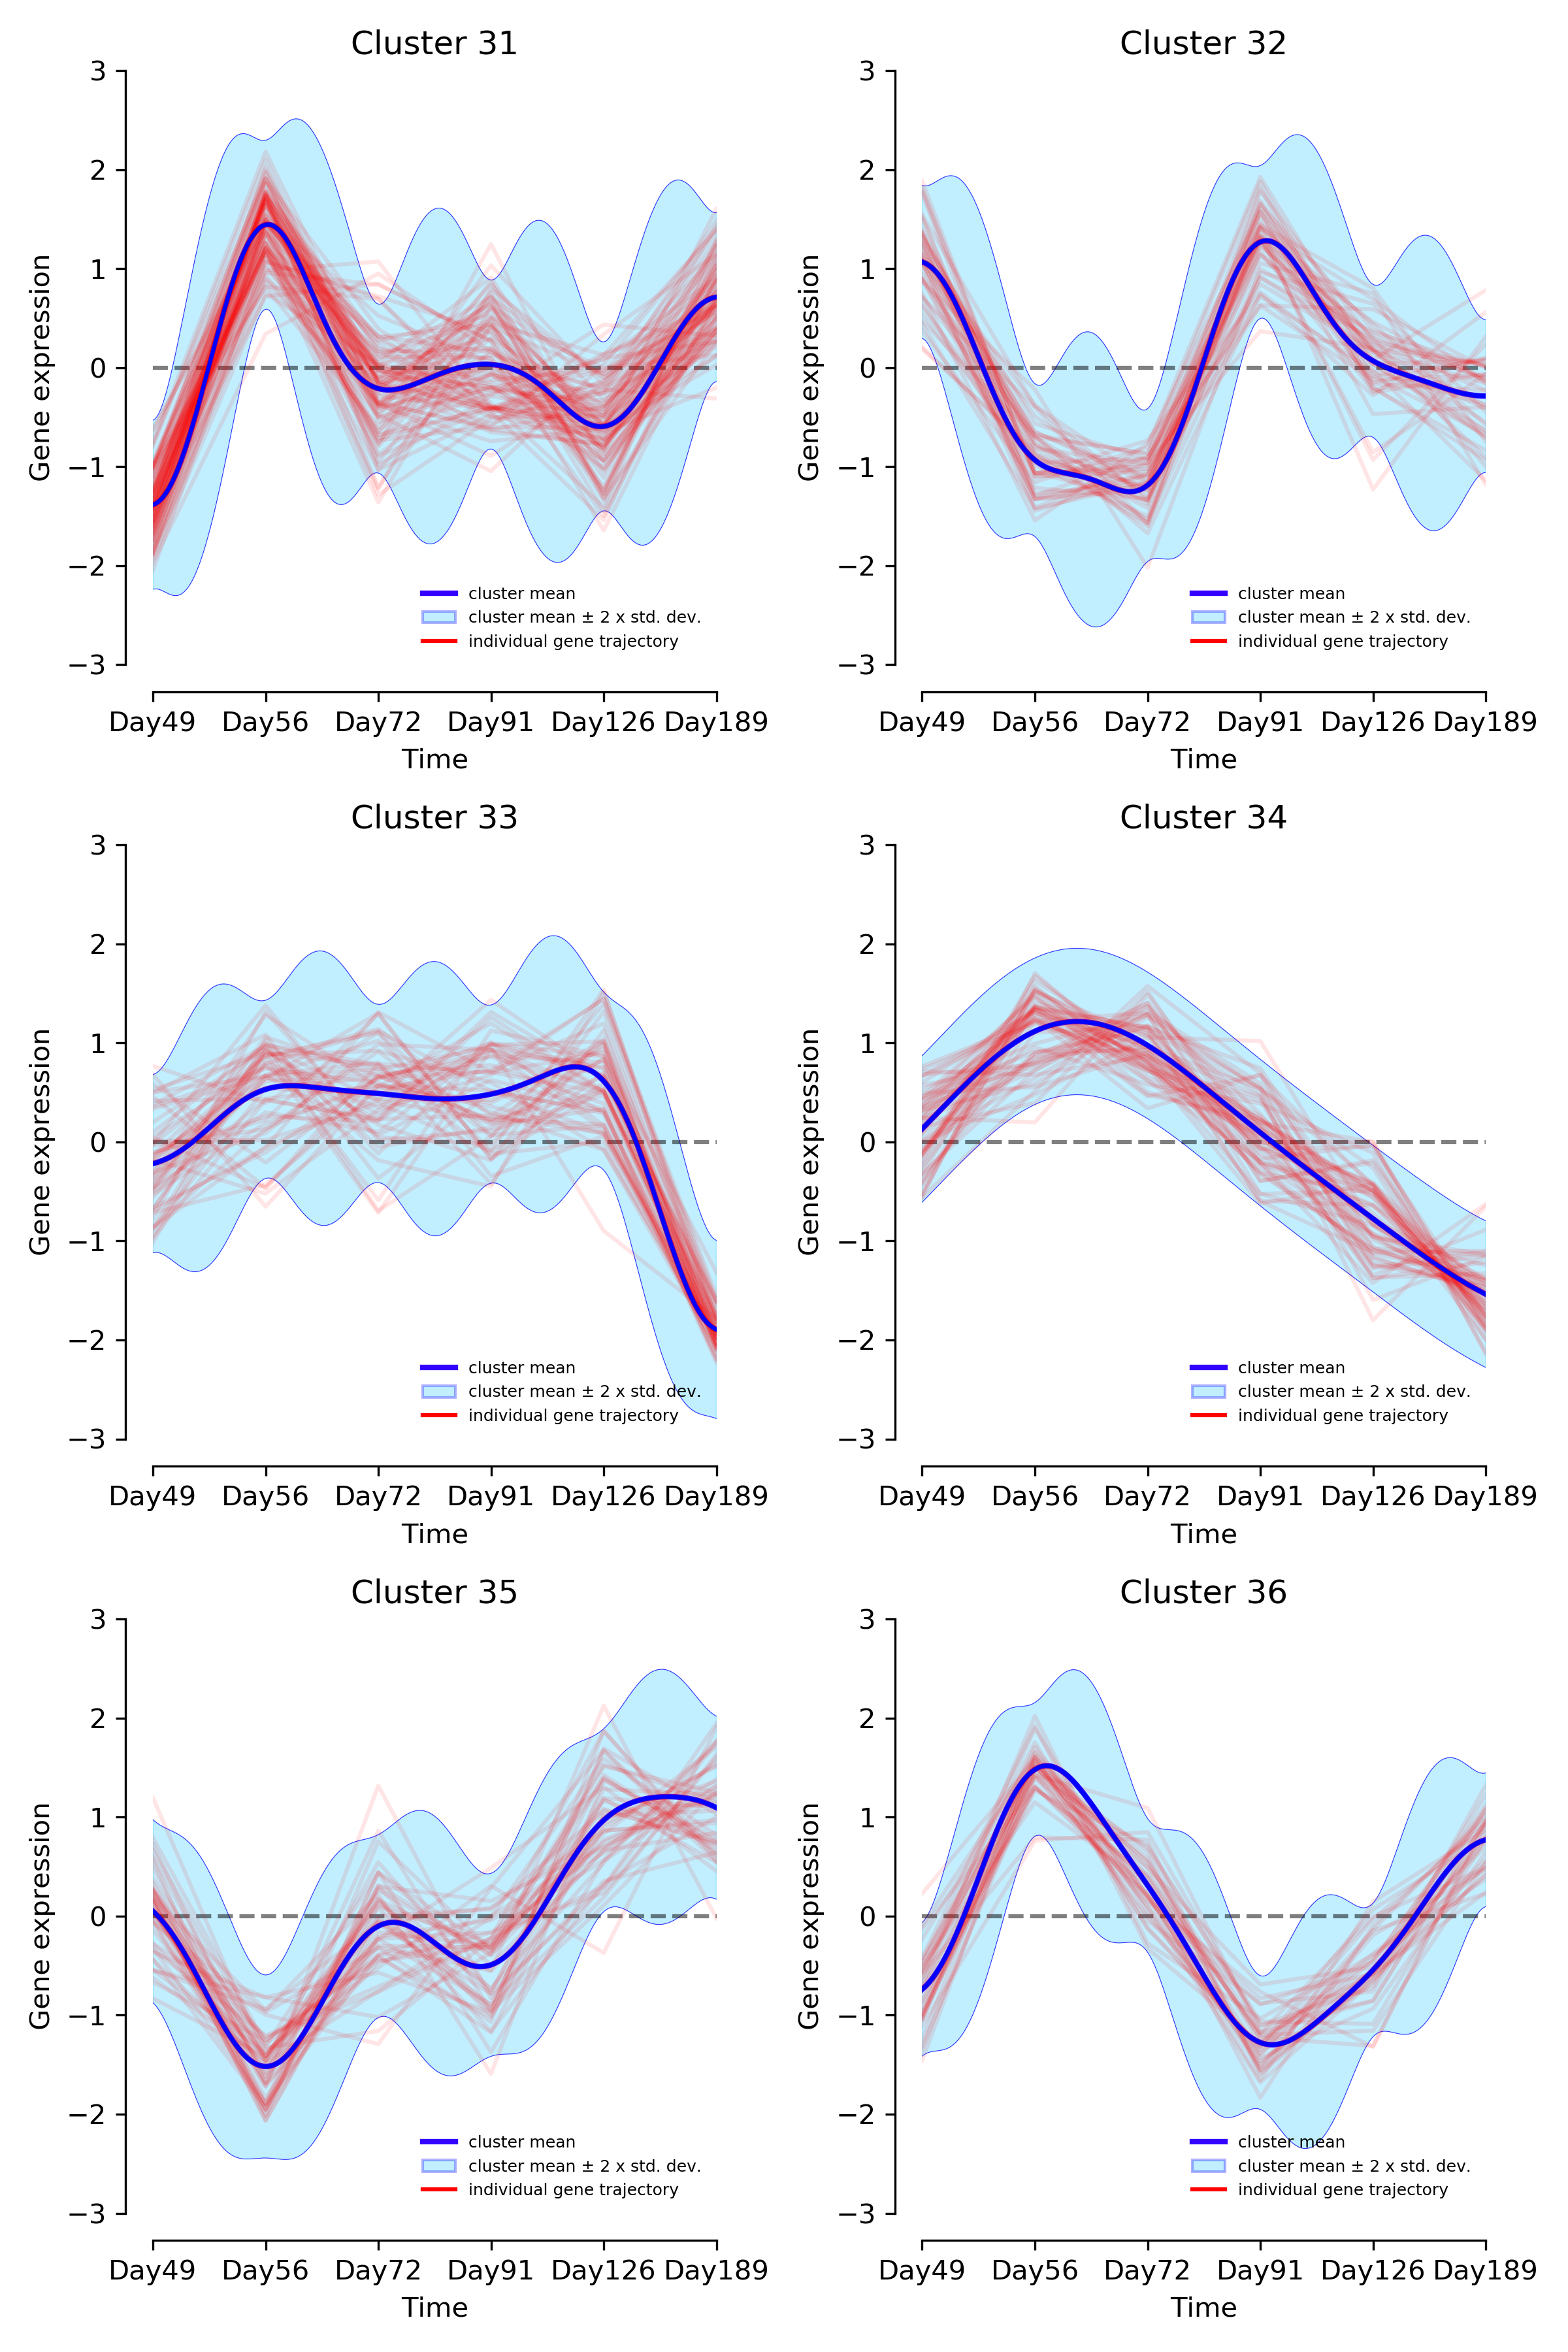 Cluster 31
3
2
1
0
−1
−2
−3
Gene expression
cluster mean
cluster mean ± 2 x std. dev.
individual gene trajectory
Day49 Day56 Day72 Day91 Day126 Day189
Time
Cluster 32
3
2
1
0
−1
−2
−3
Gene expression
cluster mean
cluster mean ± 2 x std. dev.
individual gene trajectory
Day49 Day56 Day72 Day91 Day126 Day189
Time
Cluster 33
3
2
1
0
−1
−2
−3
Gene expression
cluster mean
cluster mean ± 2 x std. dev.
individual gene trajectory
Day49 Day56 Day72 Day91 Day126 Day189
Time
Cluster 34
3
2
1
0
−1
−2
−3
Gene expression
cluster mean
cluster mean ± 2 x std. dev.
individual gene trajectory
Day49 Day56 Day72 Day91 Day126 Day189
Time
Cluster 35
3
2
1
0
−1
−2
−3
Gene expression
cluster mean
cluster mean ± 2 x std. dev.
individual gene trajectory
Day49 Day56 Day72 Day91 Day126 Day189
Time
Cluster 36
3
2
1
0
−1
−2
−3
Gene expression
cluster mean
cluster mean ± 2 x std. dev.
individual gene trajectory
Day49 Day56 Day72 Day91 Day126 Day189
Time